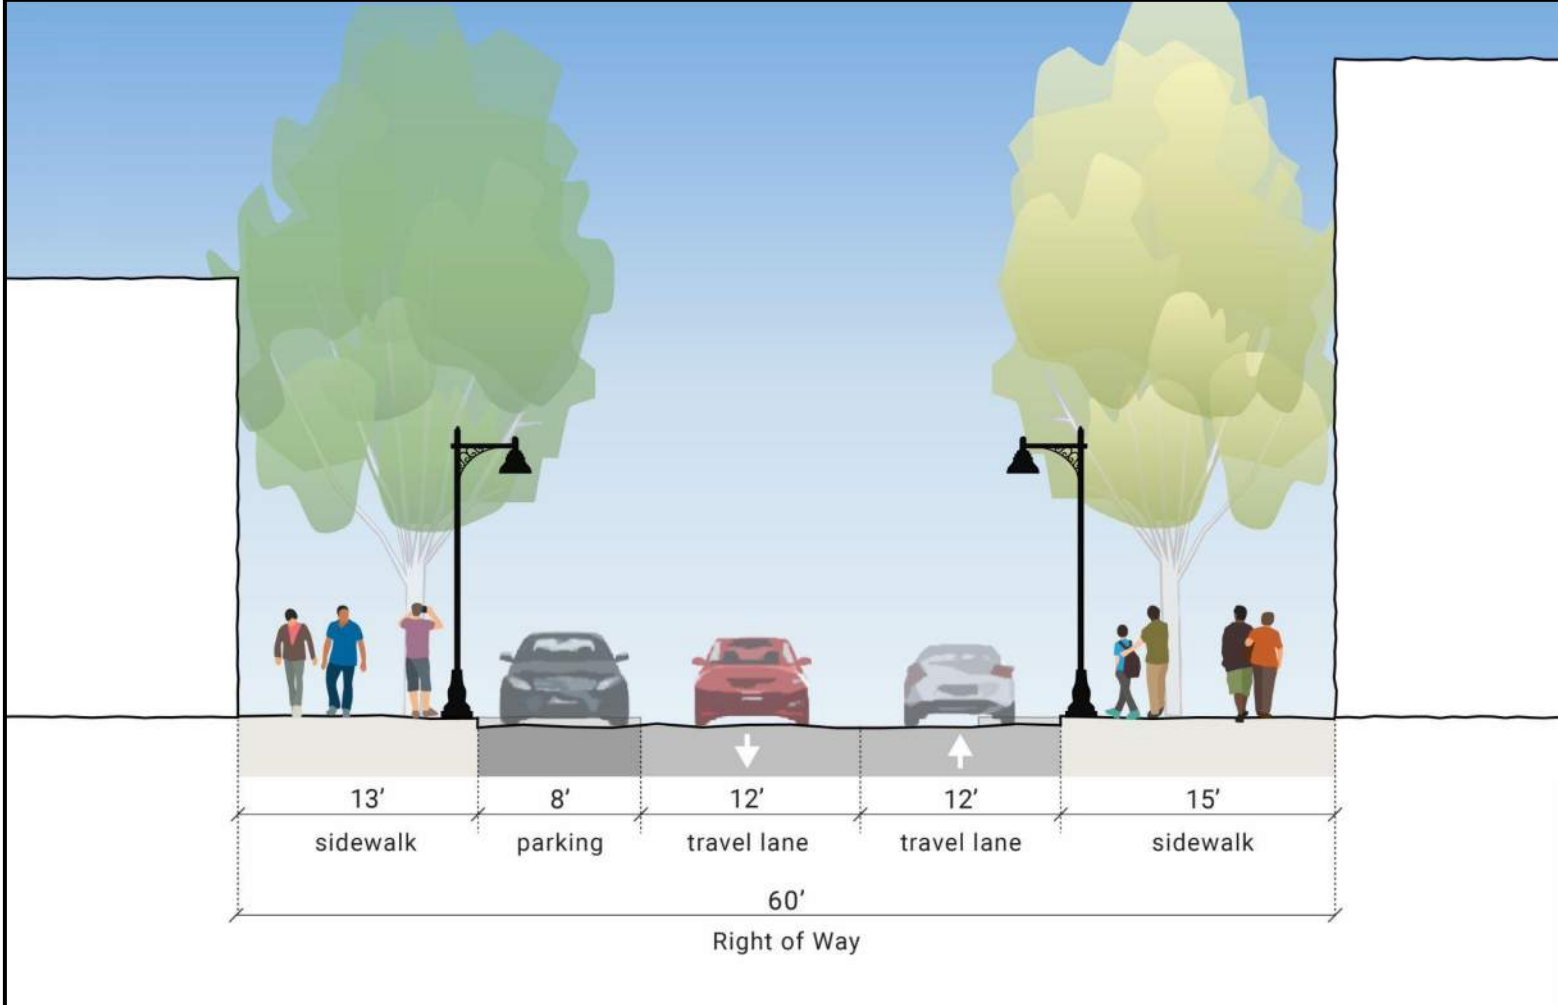 13’ 8’ 12’ 12’ 15’
sidewalk parking travel lane travel lane sidewalk
60’
Right of Way